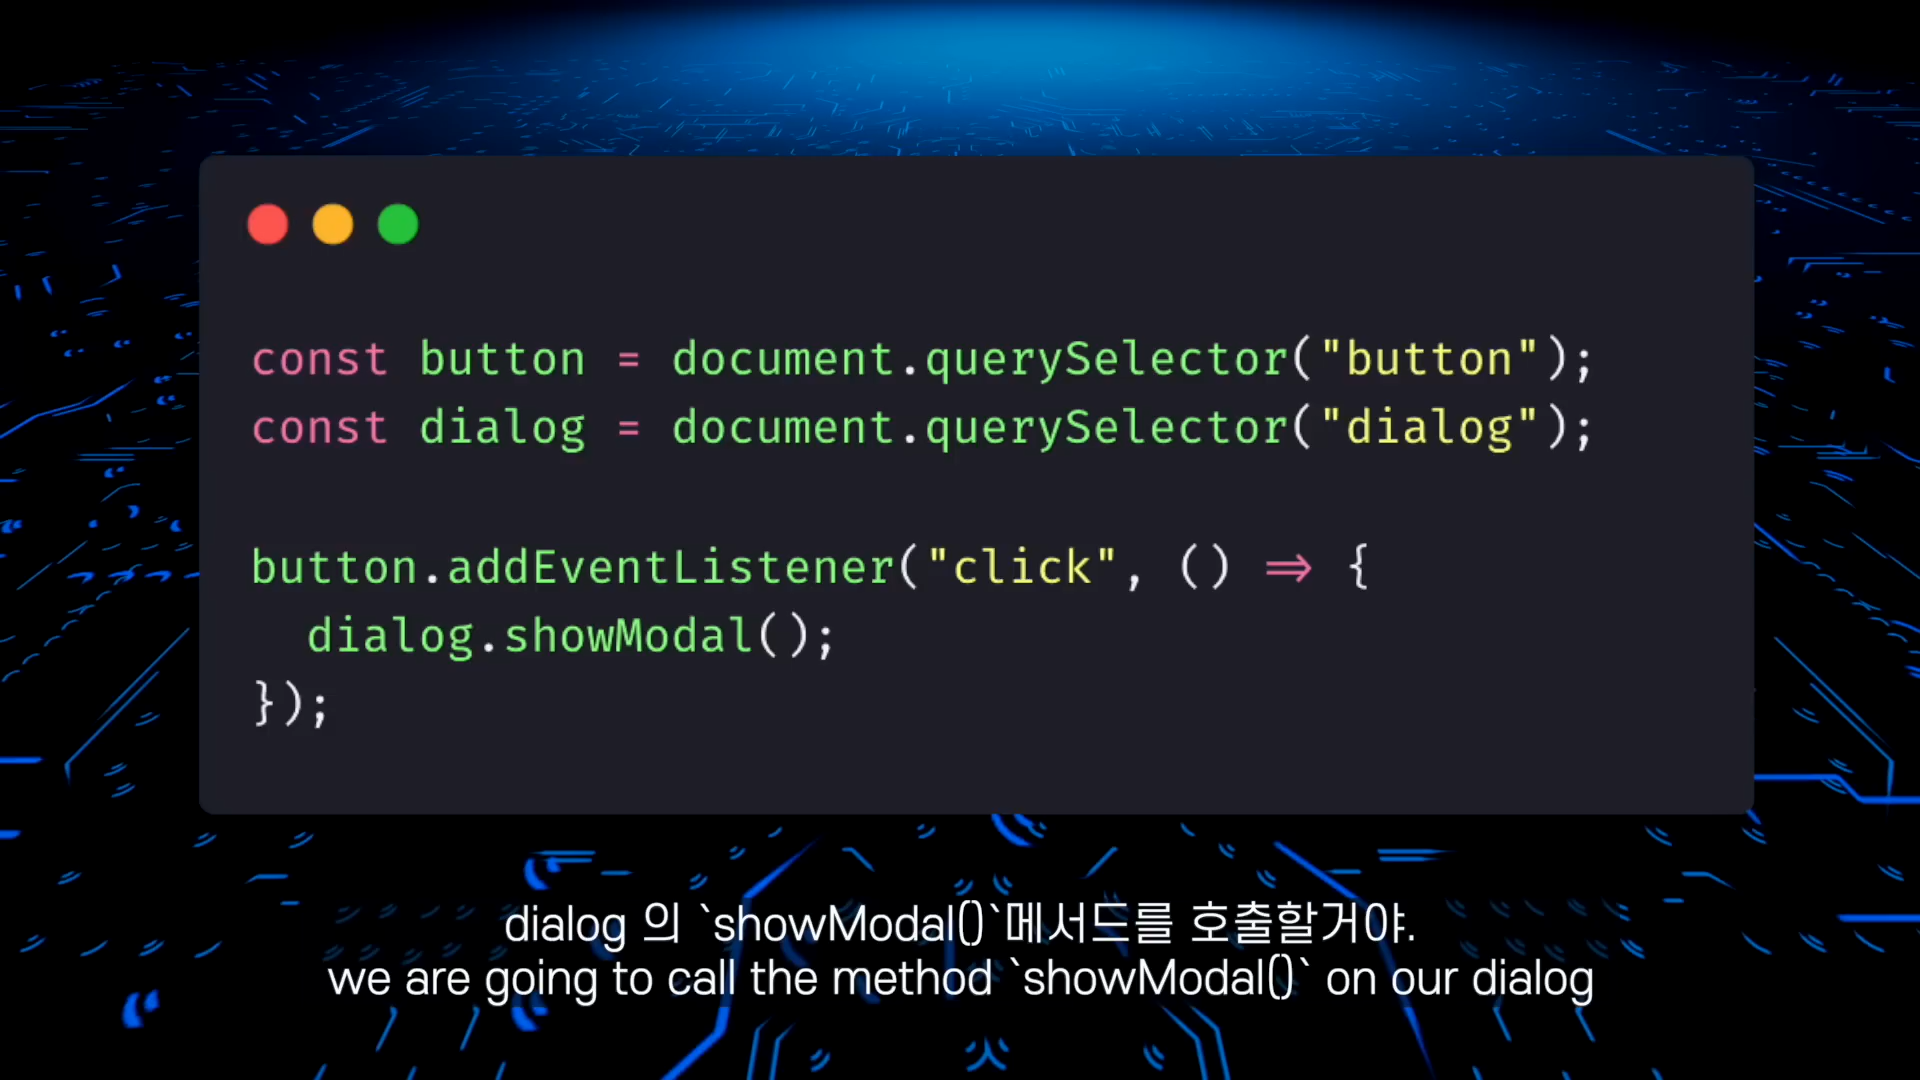 const button = document.querySelector("button");
const dialog = document.querySelector("dialog");
button.addEventListener("click", () => {
dialog.showModal();
});
dialog 의 `showModal()`메서드를 호출할거야.
we are going to call the method `showModal()` on our dialog